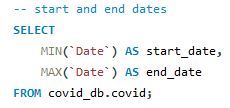 -- start and end dates
SELECT
    MIN(`Date`) AS start_date,
    MAX(`Date`) AS end_date
FROM covid_db.covid;